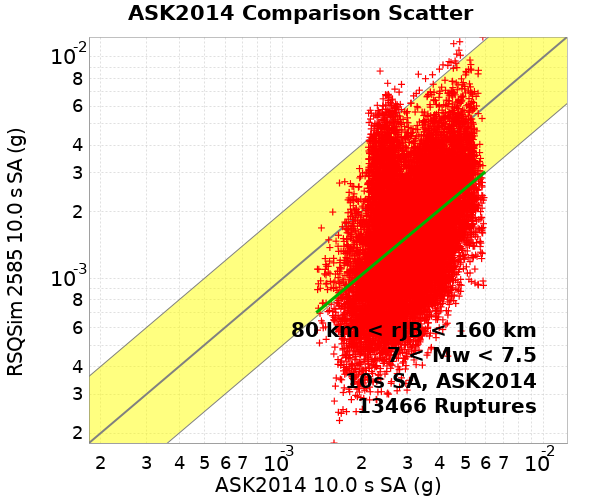 ASK2014 Comparison Scatter
RSQSim 2585 10.0 s SA (g)
10-2
8
6
4
3
2
10-3
8
6
4
3
2
80 km < rJB < 160 km
7 < Mw < 7.5
10s SA, ASK2014
13466 Ruptures
2 3 4 5 6 7 10-3 2 3 4 5 6 7 10-2
ASK2014 10.0 s SA (g)